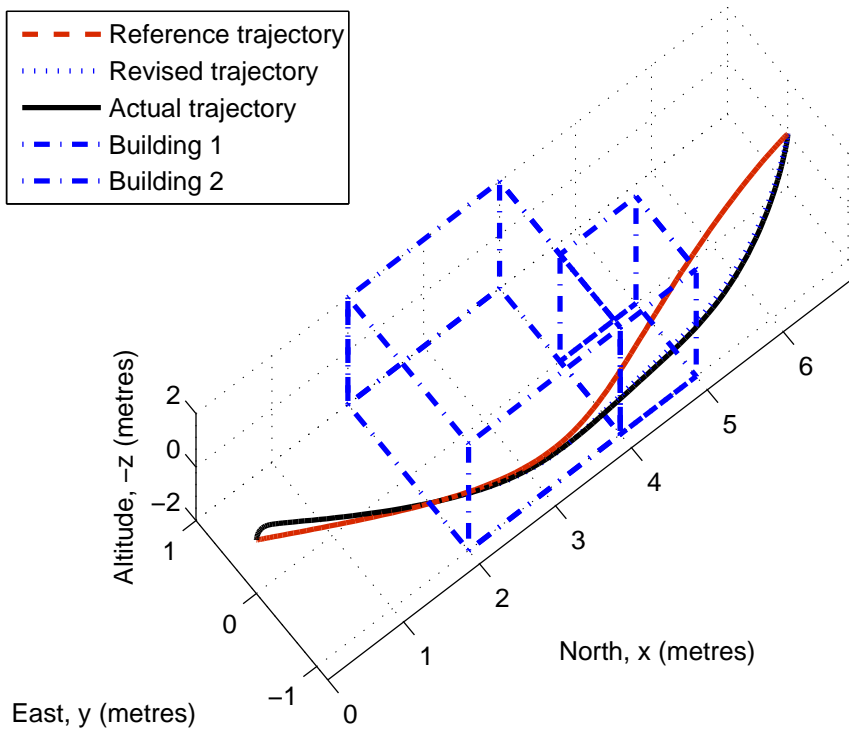 Reference trajectory
Revised trajectory
Actual trajectory
Building 1
Building 2
2
0
−2
Altitude, −z (metres)
1
0
−1
East, y (metres)
0
1
2
3
4
5
6
North, x (metres)